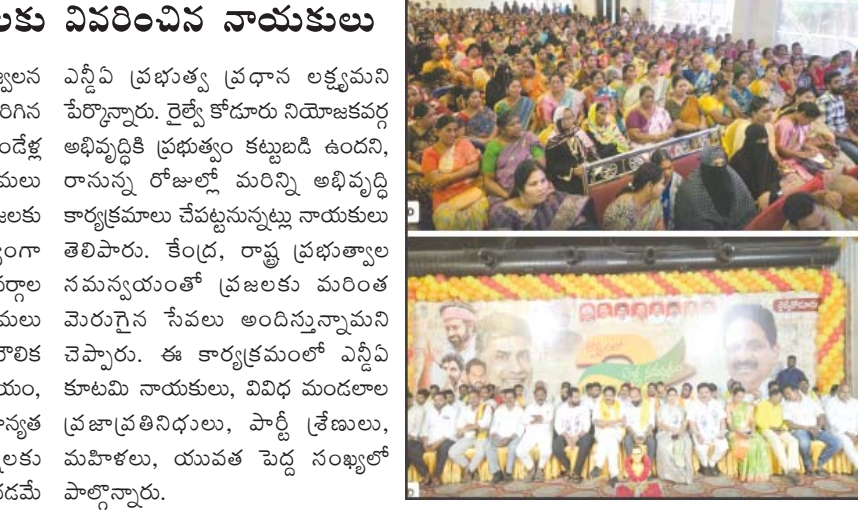 లకు వివరించిన నాయకులు
ఎన్డీఏ ప్రభుత్వ ప్రధాన లక్ష్యమని
పేర్కొన్నారు. రైల్వే కోడూరు నియోజకవర్గ
అభివృద్ధికి ప్రభుత్వం కట్టుబడి ఉందని,
రానున్న రోజుల్లో మరిన్ని అభివృద్ధి
కార్యక్రమాలు చేపట్టనున్నట్లు నాయకులు
తెలిపారు. కేంద్ర, రాష్ట్ర ప్రభుత్వాల
సమన్వయంతో ప్రజలకు మరింత
మెరుగైన సేవలు అందిస్తున్నామని
చెప్పారు. ఈ కార్యక్రమంలో ఎన్డీఏ
కూటమి నాయకులు, వివిధ మండలాల
ప్రజాప్రతినిధులు, పార్టీ శ్రేణులు,
మహిళలు, యువత పెద్ద సంఖ్యలో
పాల్గొన్నారు.
రైల్వేకోడూరు